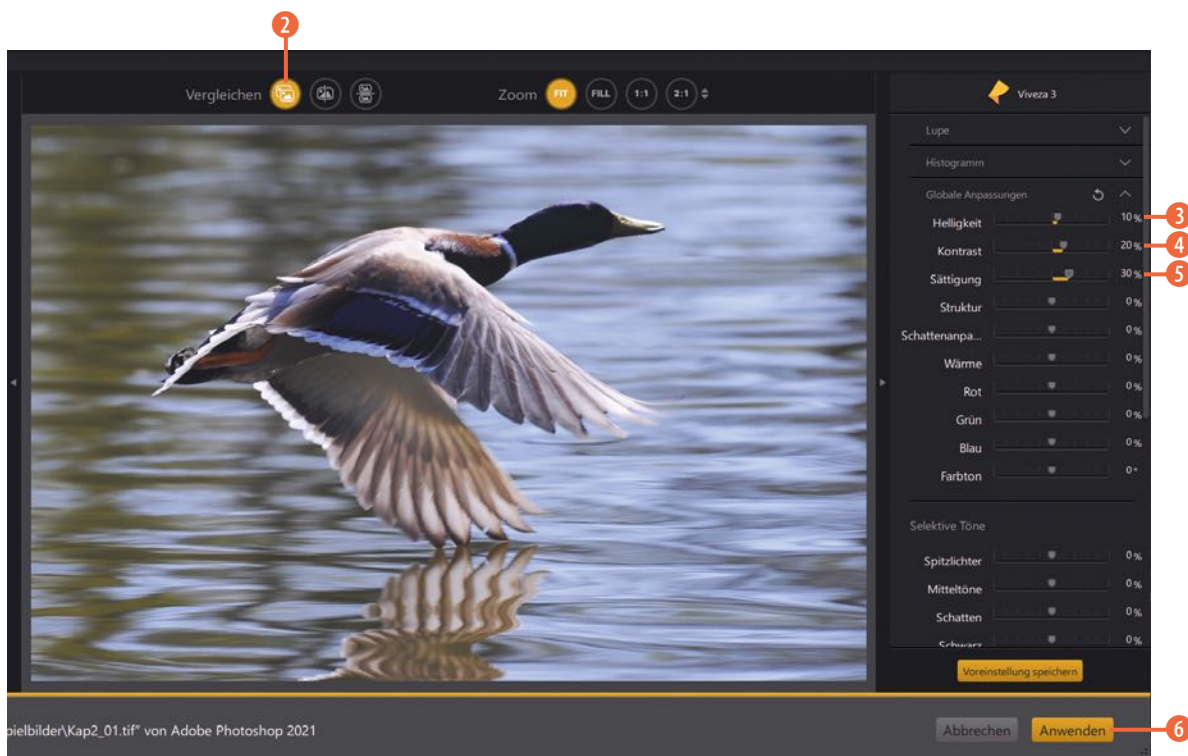 2
Vergleichen
Zoom FIT FILL 1:1 2:1
Viveza 3
Lupe
Histogramm
Globale Anpassungen
Helligkeit 10 % 3
Kontrast 20 % 4
Sättigung 30 % 5
Struktur 0 %
Schattenanpa...
0 %
Wärme 0 %
Rot 0 %
Grün 0 %
Blau 0 %
Farbton 0 °
Selektive Töne
Spitzlichter 0 %
Mitteltöne 0 %
Schatten 0 %
Schwarz 0 %
Voreinstellung speichern
pielbilder\Kap2_01.tif" von Adobe Photoshop 2021
Abbrechen Anwenden 6